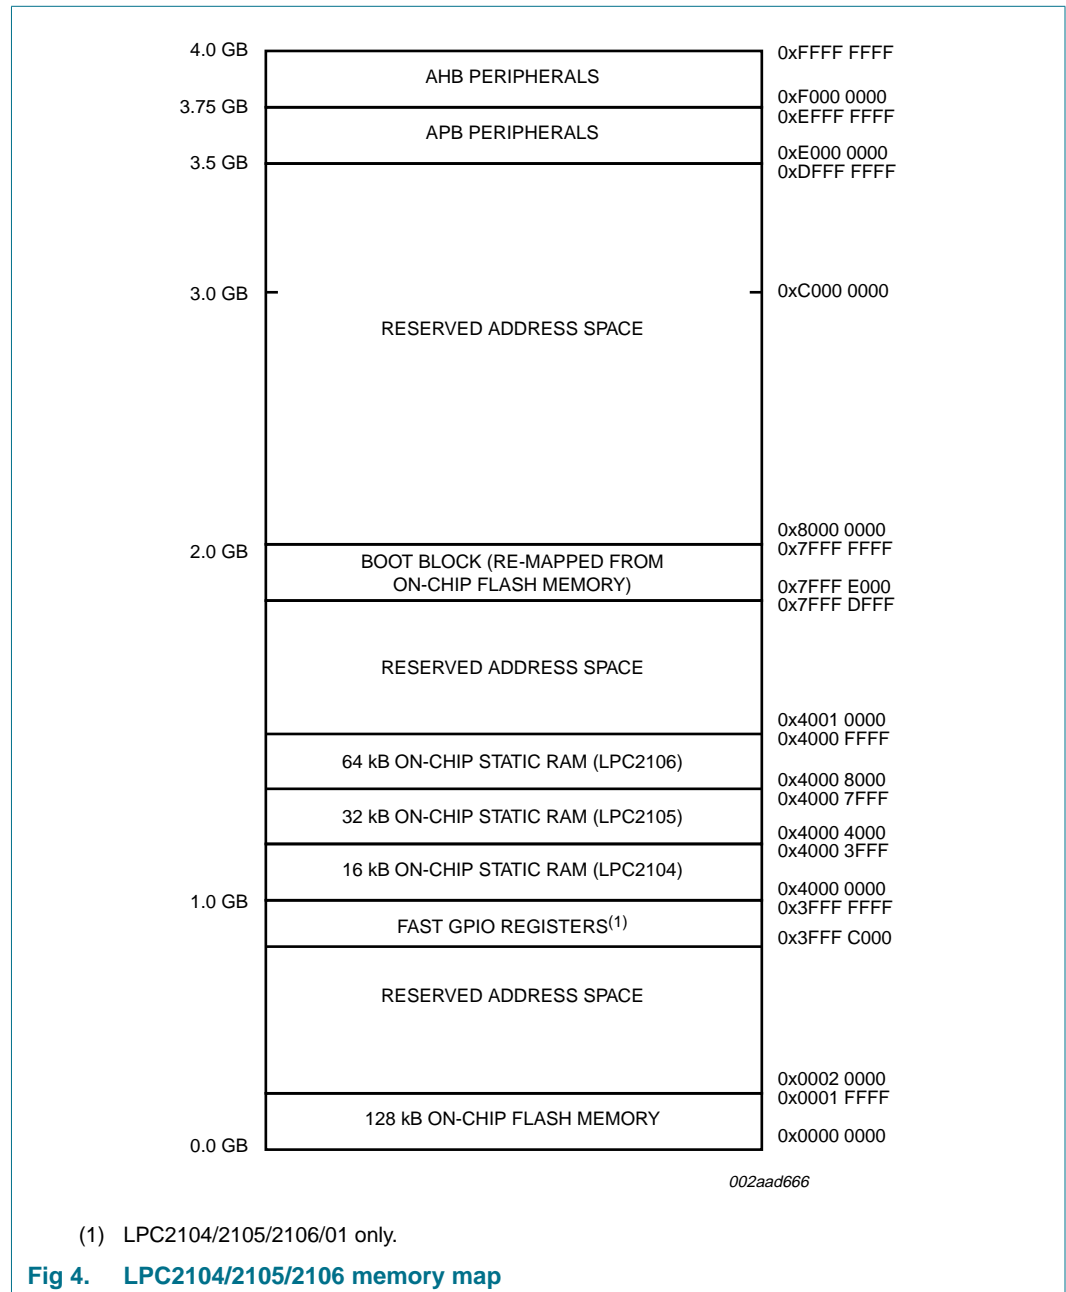 4.0 GB
AHB PERIPHERALS
0xFFFF FFFF
0xF000 0000
3.75 GB
0xEFFF FFFF
APB PERIPHERALS
0xE000 0000
3.5 GB
0xDFFF FFFF
3.0 GB
0xC000 0000
RESERVED ADDRESS SPACE
0x8000 0000
2.0 GB
0x7FFF FFFF
BOOT BLOCK (RE-MAPPED FROM
ON-CHIP FLASH MEMORY)
0x7FFF E000
0x7FFF DFFF
RESERVED ADDRESS SPACE
0x4001 0000
0x4000 FFFF
64 kB ON-CHIP STATIC RAM (LPC2106)
0x4000 8000
0x4000 7FFF
32 kB ON-CHIP STATIC RAM (LPC2105)
0x4000 4000
0x4000 3FFF
16 kB ON-CHIP STATIC RAM (LPC2104)
0x4000 0000
1.0 GB
0x3FFF FFFF
FAST GPIO REGISTERS(1)
0x3FFF C000
RESERVED ADDRESS SPACE
0x0002 0000
0x0001 FFFF
128 kB ON-CHIP FLASH MEMORY
0x0000 0000
0.0 GB
002aad666
(1) LPC2104/2105/2106/01 only.
Fig 4. LPC2104/2105/2106 memory map